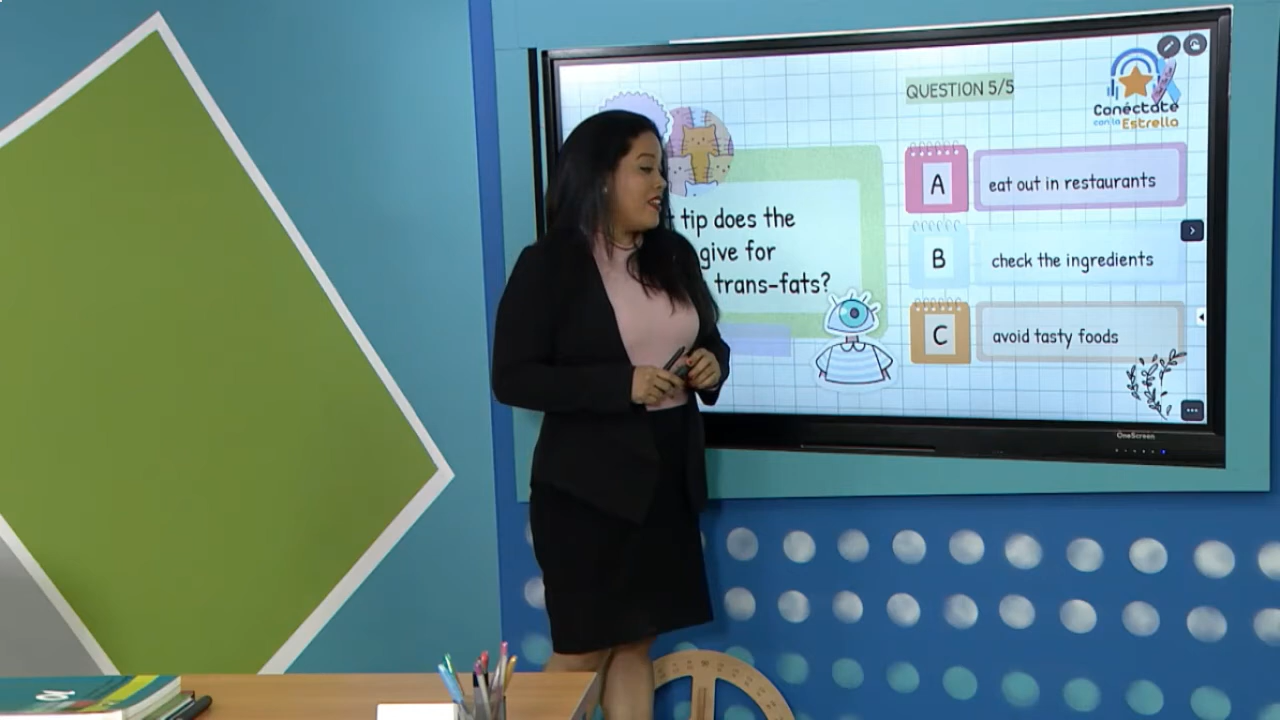 QUESTION 5/5
Conéctate
con la Estrella
tip does the
give for
trans-fats?
A
eat out in restaurants
B
check the ingredients
C
avoid tasty foods
OneScreen